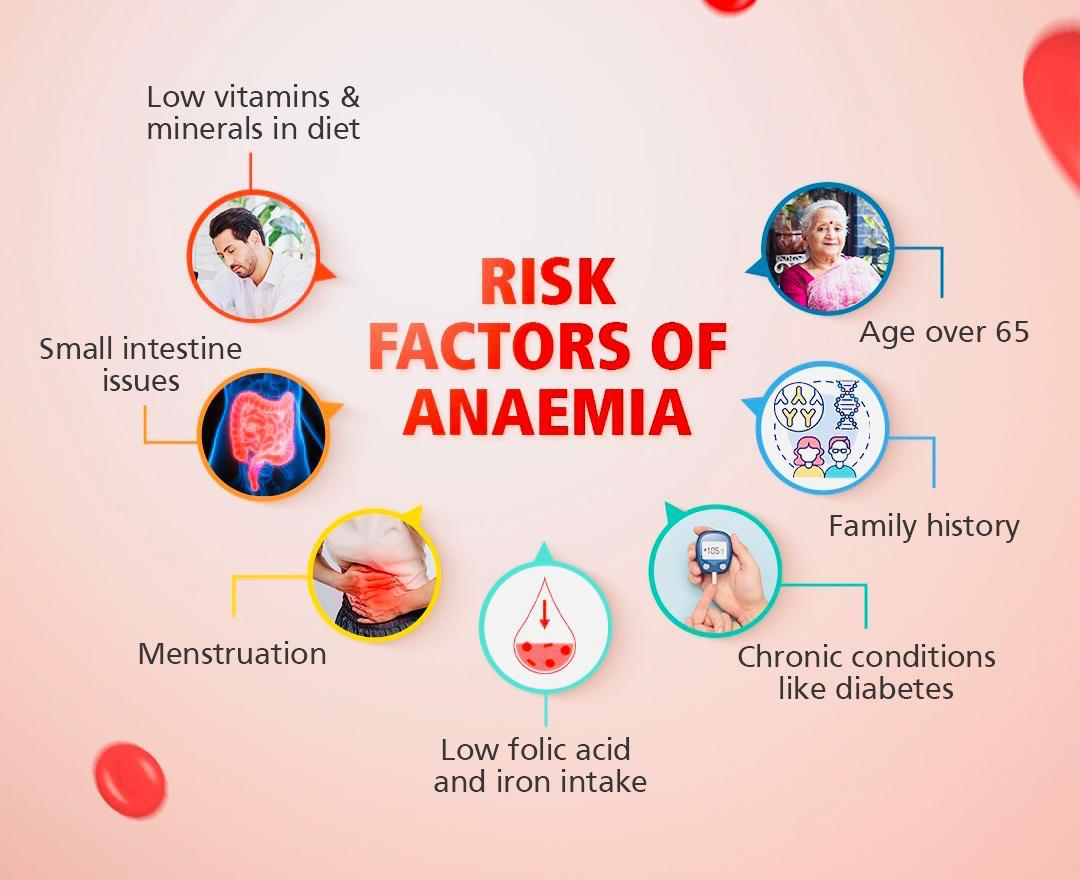 Low vitamins &
minerals in diet
Small intestine
issues
Menstruation
RISK
FACTORS OF
ANAEMIA
Low folic acid
and iron intake
Age over 65
Family history
105
Chronic conditions
like diabetes